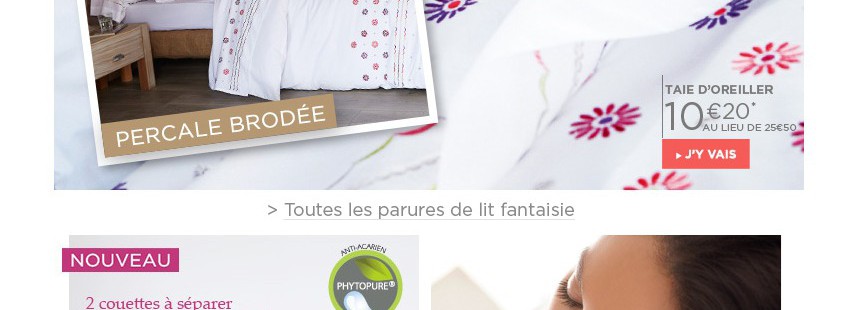 PERCALE BRODÉE
TAIE D'OREILLER
10€20*
AU LIEU DE 25€50
J'Y VAIS
> Toutes les parures de lit fantaisie
NOUVEAU
2 couettes à séparer
ANTI-ACARIEN
PHYTOPURE®